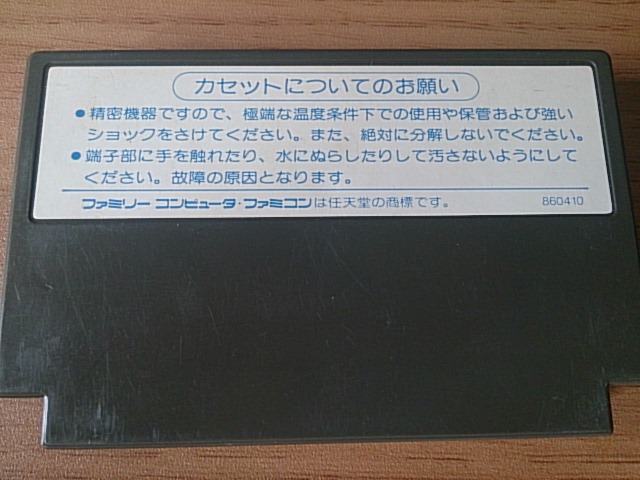 カセットについてのお願い
●精密機器ですので、極端な温度条件下での使用や保管および強い
ショックをさけてください。また、絶対に分解しないでください。
●端子部に手を触れたり、水にぬらしたりして汚さないようにして
ください。故障の原因となります。
ファミリー コンピュータ・ファミコンは任天堂の商標です。 860410